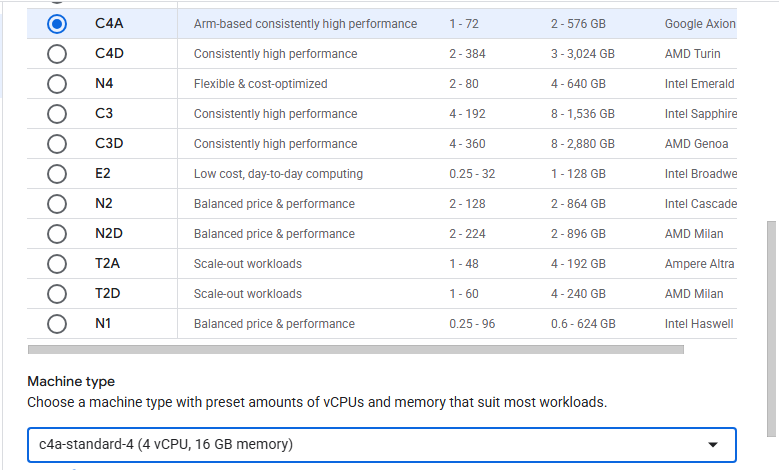 C4A Arm-based consistently high performance 1 - 72 2 - 576 GB Google Axion
C4D Consistently high performance 2 - 384 3 - 3,024 GB AMD Turin
N4 Flexible & cost-optimized 2 - 80 4 - 640 GB Intel Emerald
C3 Consistently high performance 4 - 192 8 - 1,536 GB Intel Sapphire
C3D Consistently high performance 4 - 360 8 - 2,880 GB AMD Genoa
E2 Low cost, day-to-day computing 0.25 - 32 1 - 128 GB Intel Broadwe
N2 Balanced price & performance 2 - 128 2 - 864 GB Intel Cascade
N2D Balanced price & performance 2 - 224 2 - 896 GB AMD Milan
T2A Scale-out workloads 1 - 48 4 - 192 GB Ampere Altra
T2D Scale-out workloads 1 - 60 4 - 240 GB AMD Milan
N1 Balanced price & performance 0.25 - 96 0.6 - 624 GB Intel Haswell
Machine type
Choose a machine type with preset amounts of vCPUs and memory that suit most workloads.
c4a-standard-4 (4 vCPU, 16 GB memory)